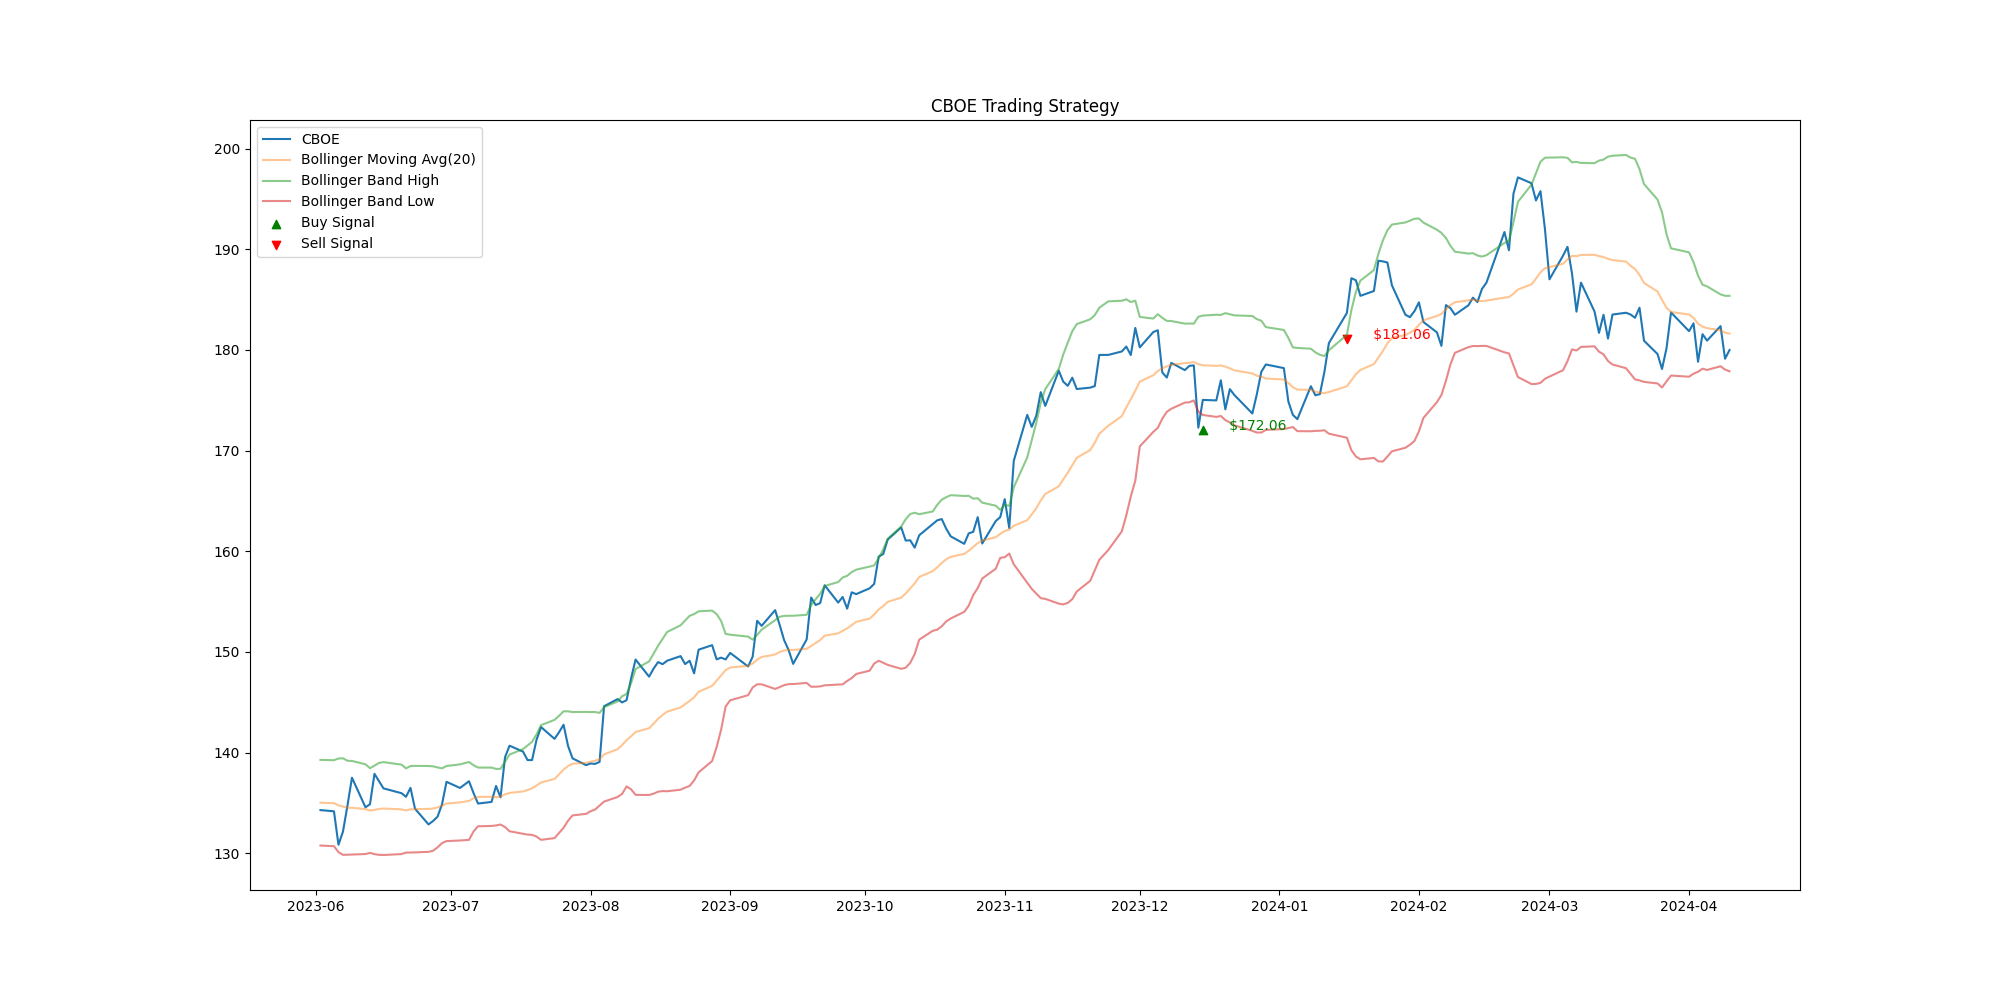 CBOE Trading Strategy
CBOE
Bollinger Moving Avg(20)
Bollinger Band High
Bollinger Band Low
Buy Signal
Sell Signal
200
190
180
170
160
150
140
130
$181.06
$172.06
2023-06 2023-07 2023-08 2023-09 2023-10 2023-11 2023-12 2024-01 2024-02 2024-03 2024-04